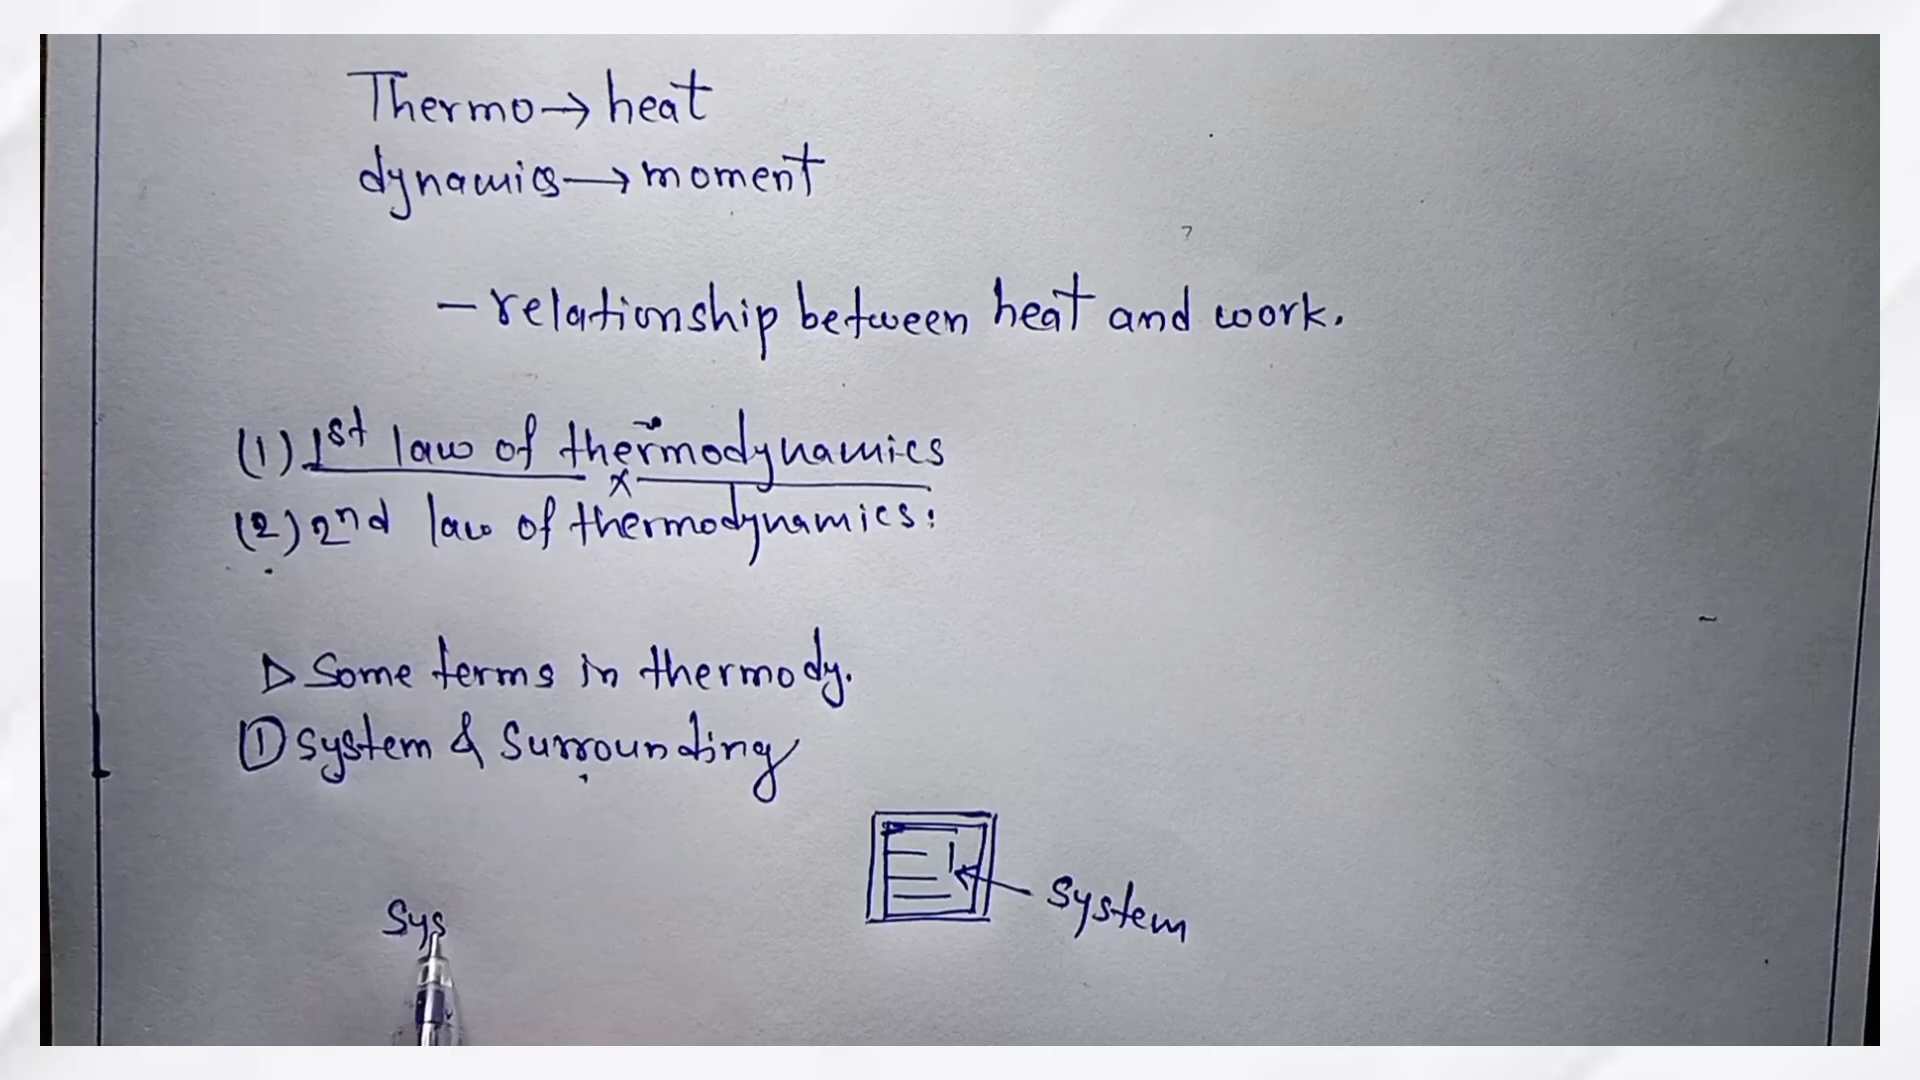 Thermo→heat
dynamics→moment
- relationship between heat and work.
(1) 1st law of thermodynamics
(2) 2nd law of thermodynamics:
▷ Some terms in thermody.
① system & surrounding
system
Sys